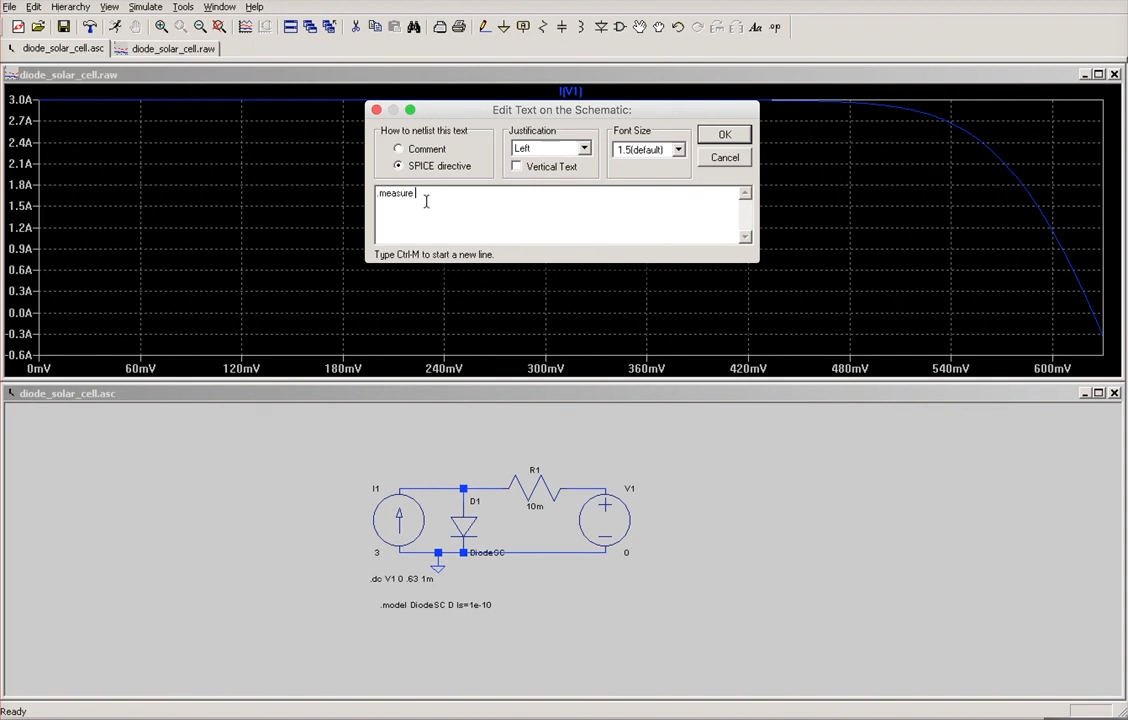 File Edit Hierarchy View Simulate Tools Window Help
diode_solar_cell.asc diode_solar_cell.raw
diode_solar_cell.raw
I(V1)
Edit Text on the Schematic:
How to netlist this text
Comment
SPICE directive
Justification
Left
Vertical Text
Font Size
1.5(default)
OK
Cancel
.measure
Type Ctrl-M to start a new line.
3.0A
2.7A
2.4A
2.1A
1.8A
1.5A
1.2A
0.9A
0.6A
0.3A
0.0A
-0.3A
-0.6A
0mV 60mV 120mV 180mV 240mV 300mV 360mV 420mV 480mV 540mV 600mV
diode_solar_cell.asc
I1
3
D1
DiodeSC
R1
10m
V1
0
.dc V1 0 .63 1m
.model DiodeSC D Is=1e-10
Ready